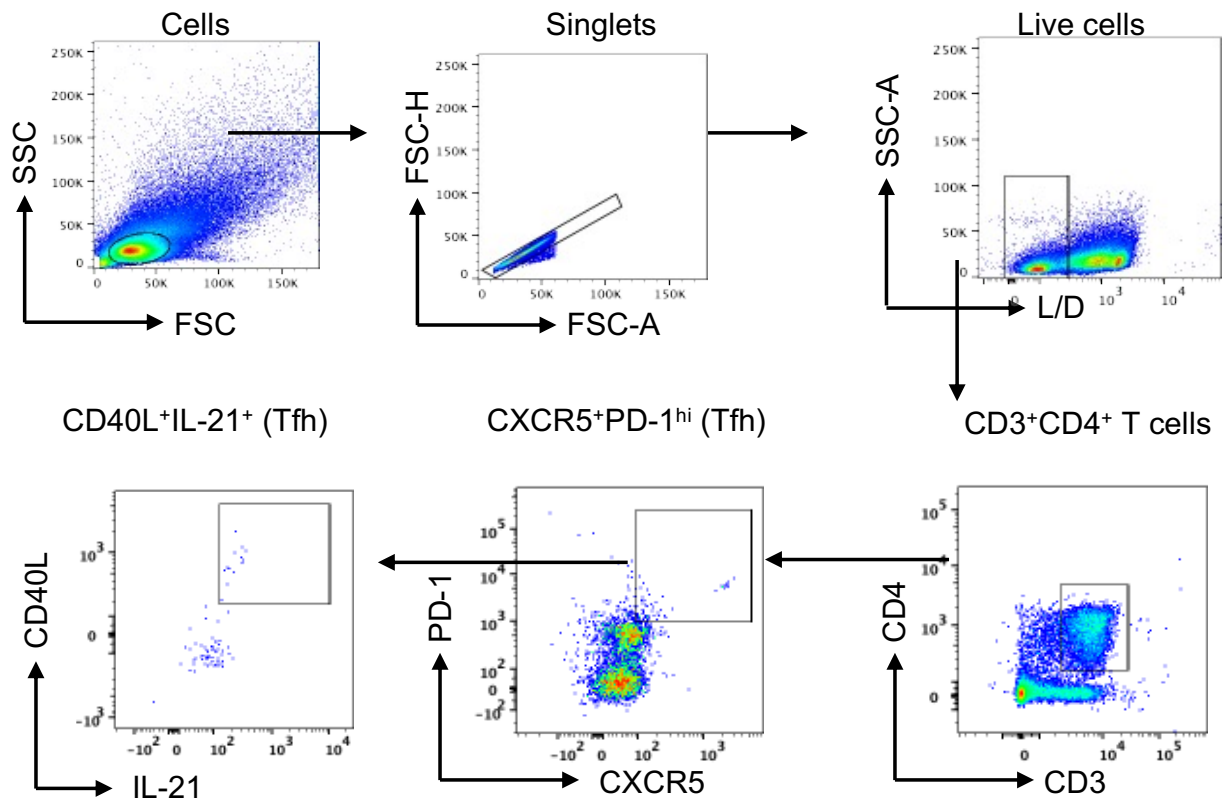 Cells
SSC
250K
200K
150K
100K
50K
0
0
50K
100K
150K
FSC
Singlets
FSC-H
250K
200K
150K
100K
50K
0
0
50K
100K
150K
FSC-A
Live cells
SSC-A
250K
200K
150K
100K
50K
0
0
10³
10⁴
L/D
CD40L⁺IL-21⁺ (Tfh)
CD40L
10³
0
-10³
-10² 0 10² 10³ 10⁴
IL-21
CXCR5⁺PD-1ʰⁱ (Tfh)
PD-1
10⁵
10⁴
10³
10²
0
-10²
-10² 0 10² 10³
CXCR5
CD3⁺CD4⁺ T cells
CD4
10⁵
10⁴
10³
0
0 10⁴ 10⁵
CD3